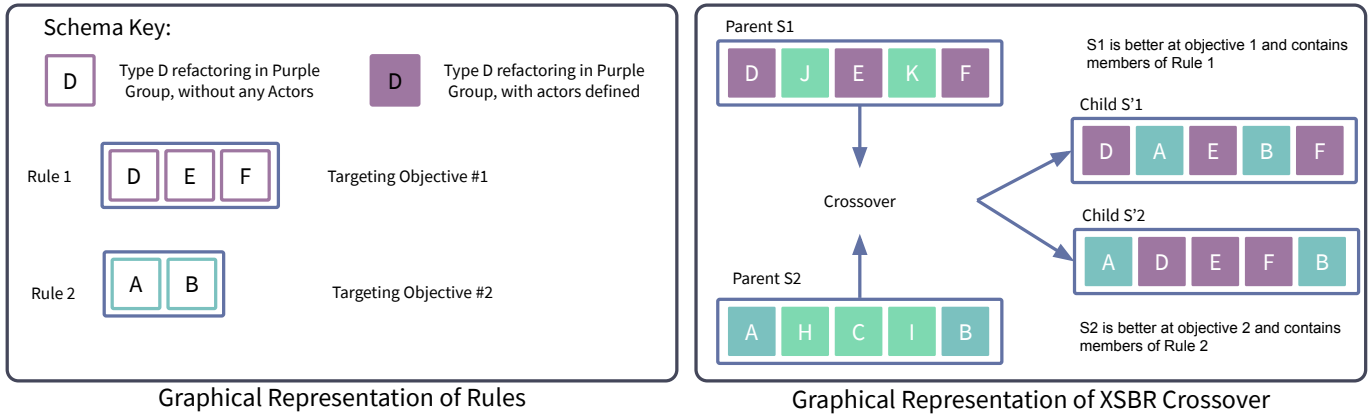 Schema Key:
D
Type D refactoring in Purple
Group, without any Actors
D
Type D refactoring in Purple
Group, with actors defined
Rule 1
D E F
Targeting Objective #1
Rule 2
A B
Targeting Objective #2
Graphical Representation of Rules
Parent S1
D J E K F
Crossover
Parent S2
A H C I B
S1 is better at objective 1 and contains
members of Rule 1
Child S'1
D A E B F
Child S'2
A D E F B
S2 is better at objective 2 and contains
members of Rule 2
Graphical Representation of XSBR Crossover